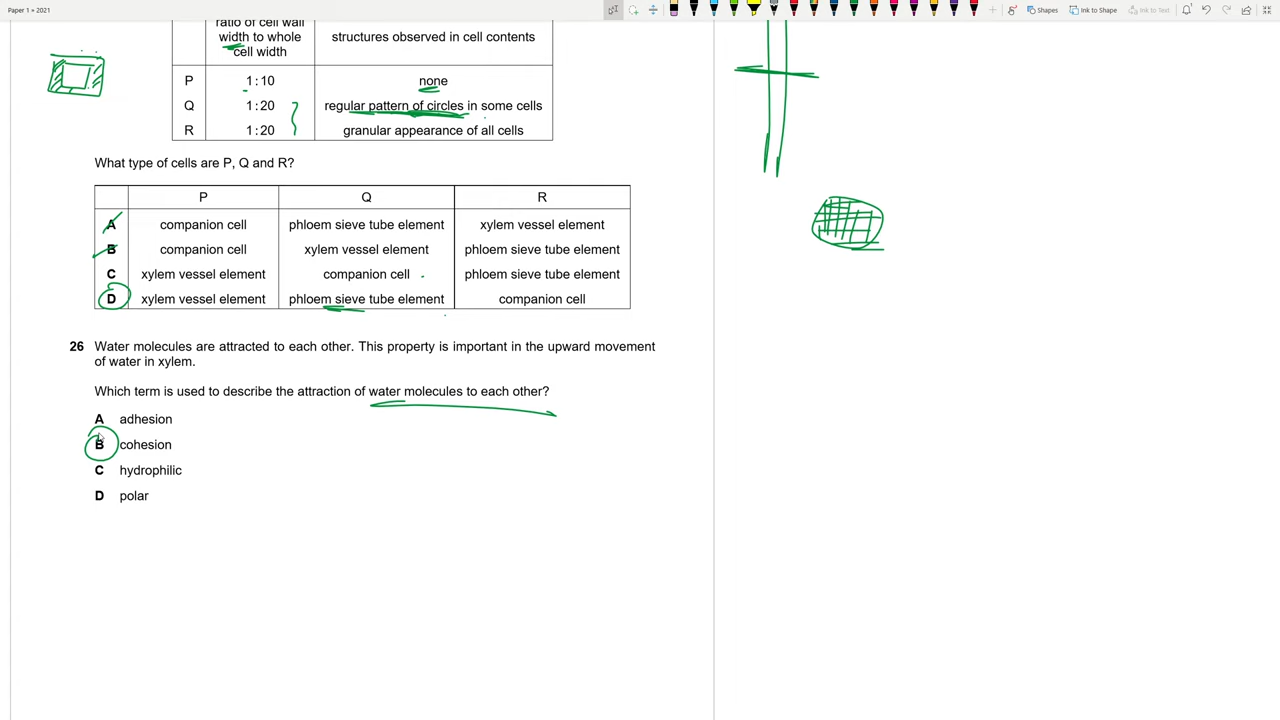 Paper 1 » 2021
Shapes Ink to Shape Ink to Text
ratio of cell wall
width to whole
cell width
structures observed in cell contents
P 1 : 10 none
Q 1 : 20 regular pattern of circles in some cells
R 1 : 20 granular appearance of all cells
What type of cells are P, Q and R?
P Q R
A companion cell phloem sieve tube element xylem vessel element
B companion cell xylem vessel element phloem sieve tube element
C xylem vessel element companion cell phloem sieve tube element
D xylem vessel element phloem sieve tube element companion cell
26 Water molecules are attracted to each other. This property is important in the upward movement
of water in xylem.
Which term is used to describe the attraction of water molecules to each other?
A adhesion
B cohesion
C hydrophilic
D polar